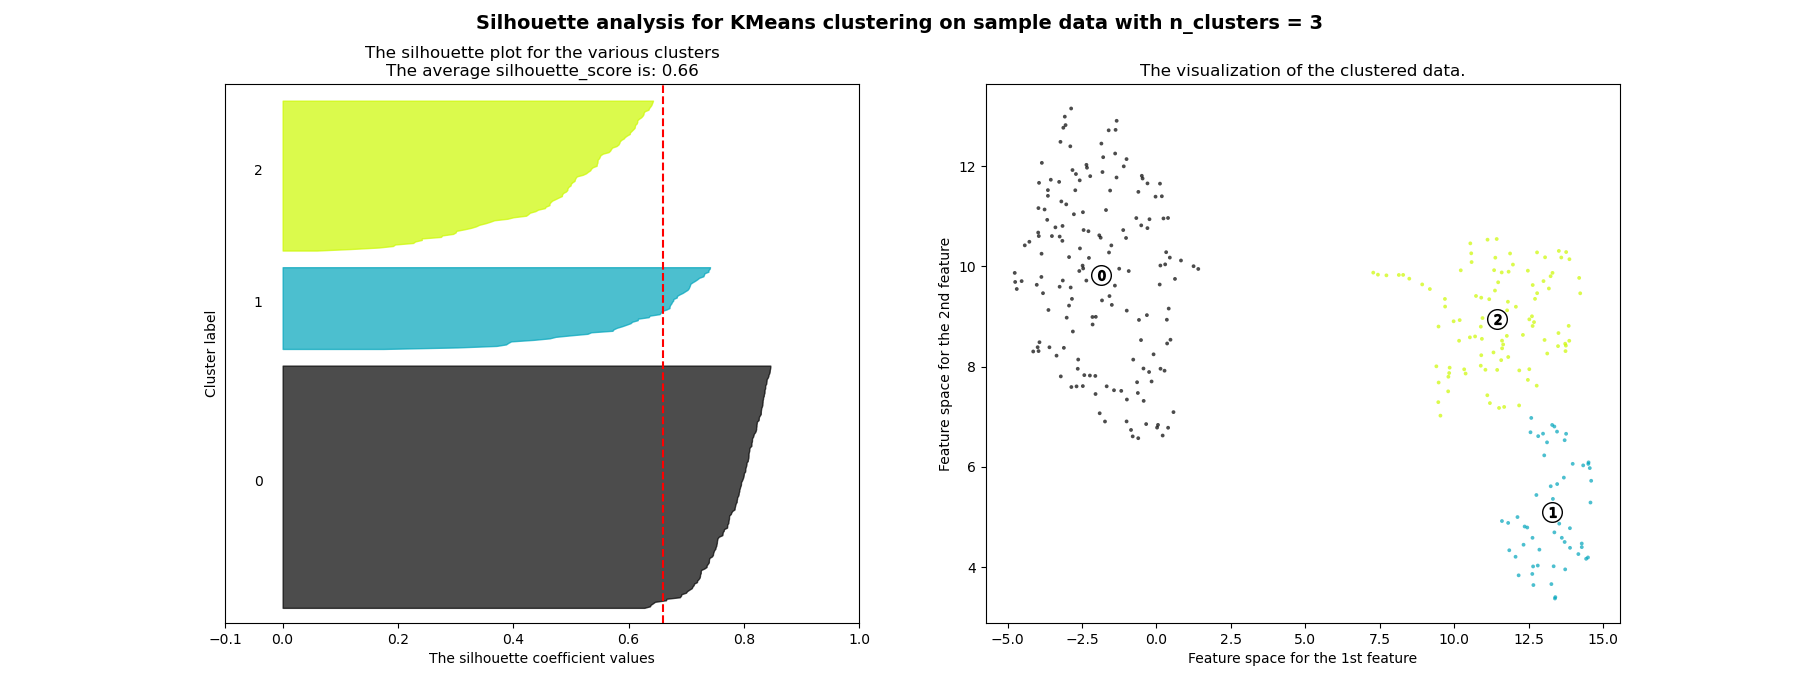 Silhouette analysis for KMeans clustering on sample data with n_clusters = 3
The silhouette plot for the various clusters
The average silhouette_score is: 0.66
Cluster label
2
1
0
−0.1 0.0 0.2 0.4 0.6 0.8 1.0
The silhouette coefficient values
The visualization of the clustered data.
Feature space for the 2nd feature
12
10
8
6
4
0
2
1
−5.0 −2.5 0.0 2.5 5.0 7.5 10.0 12.5 15.0
Feature space for the 1st feature